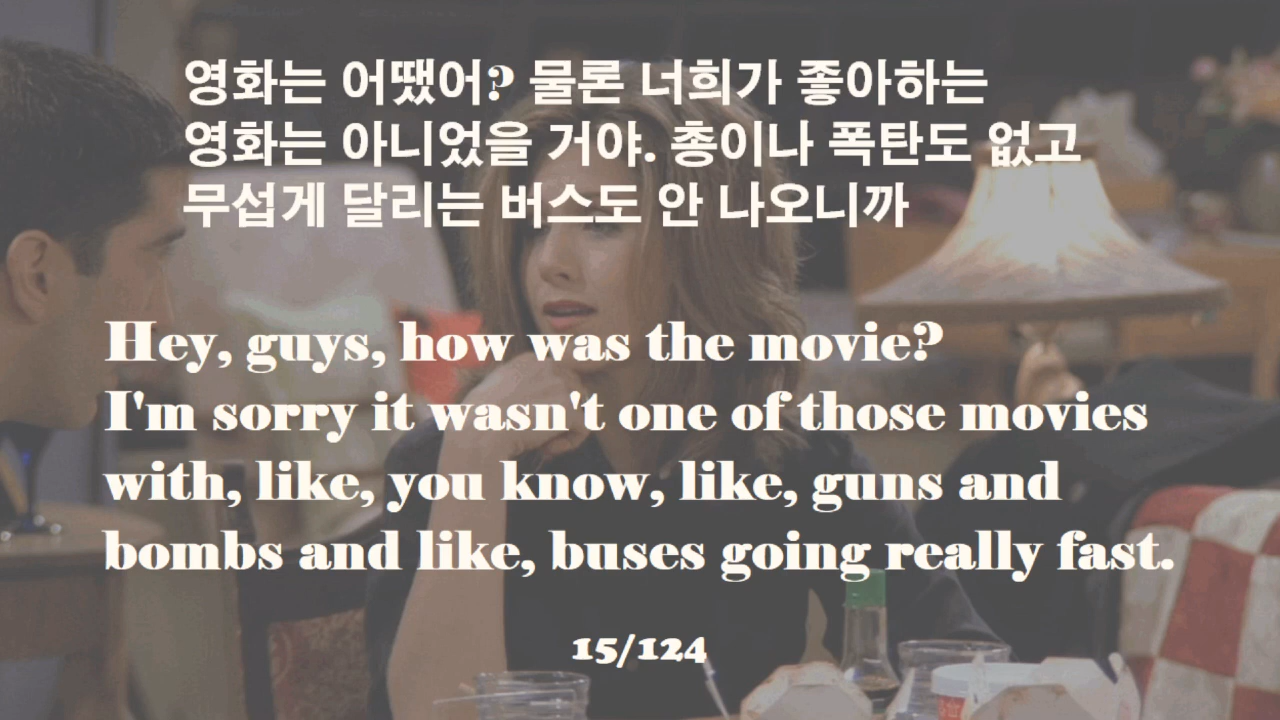 영화는 어땠어? 물론 너희가 좋아하는
영화는 아니었을 거야. 총이나 폭탄도 없고
무섭게 달리는 버스도 안 나오니까
Hey, guys, how was the movie?
I'm sorry it wasn't one of those movies
with, like, you know, like, guns and
bombs and like, buses going really fast.
15/124